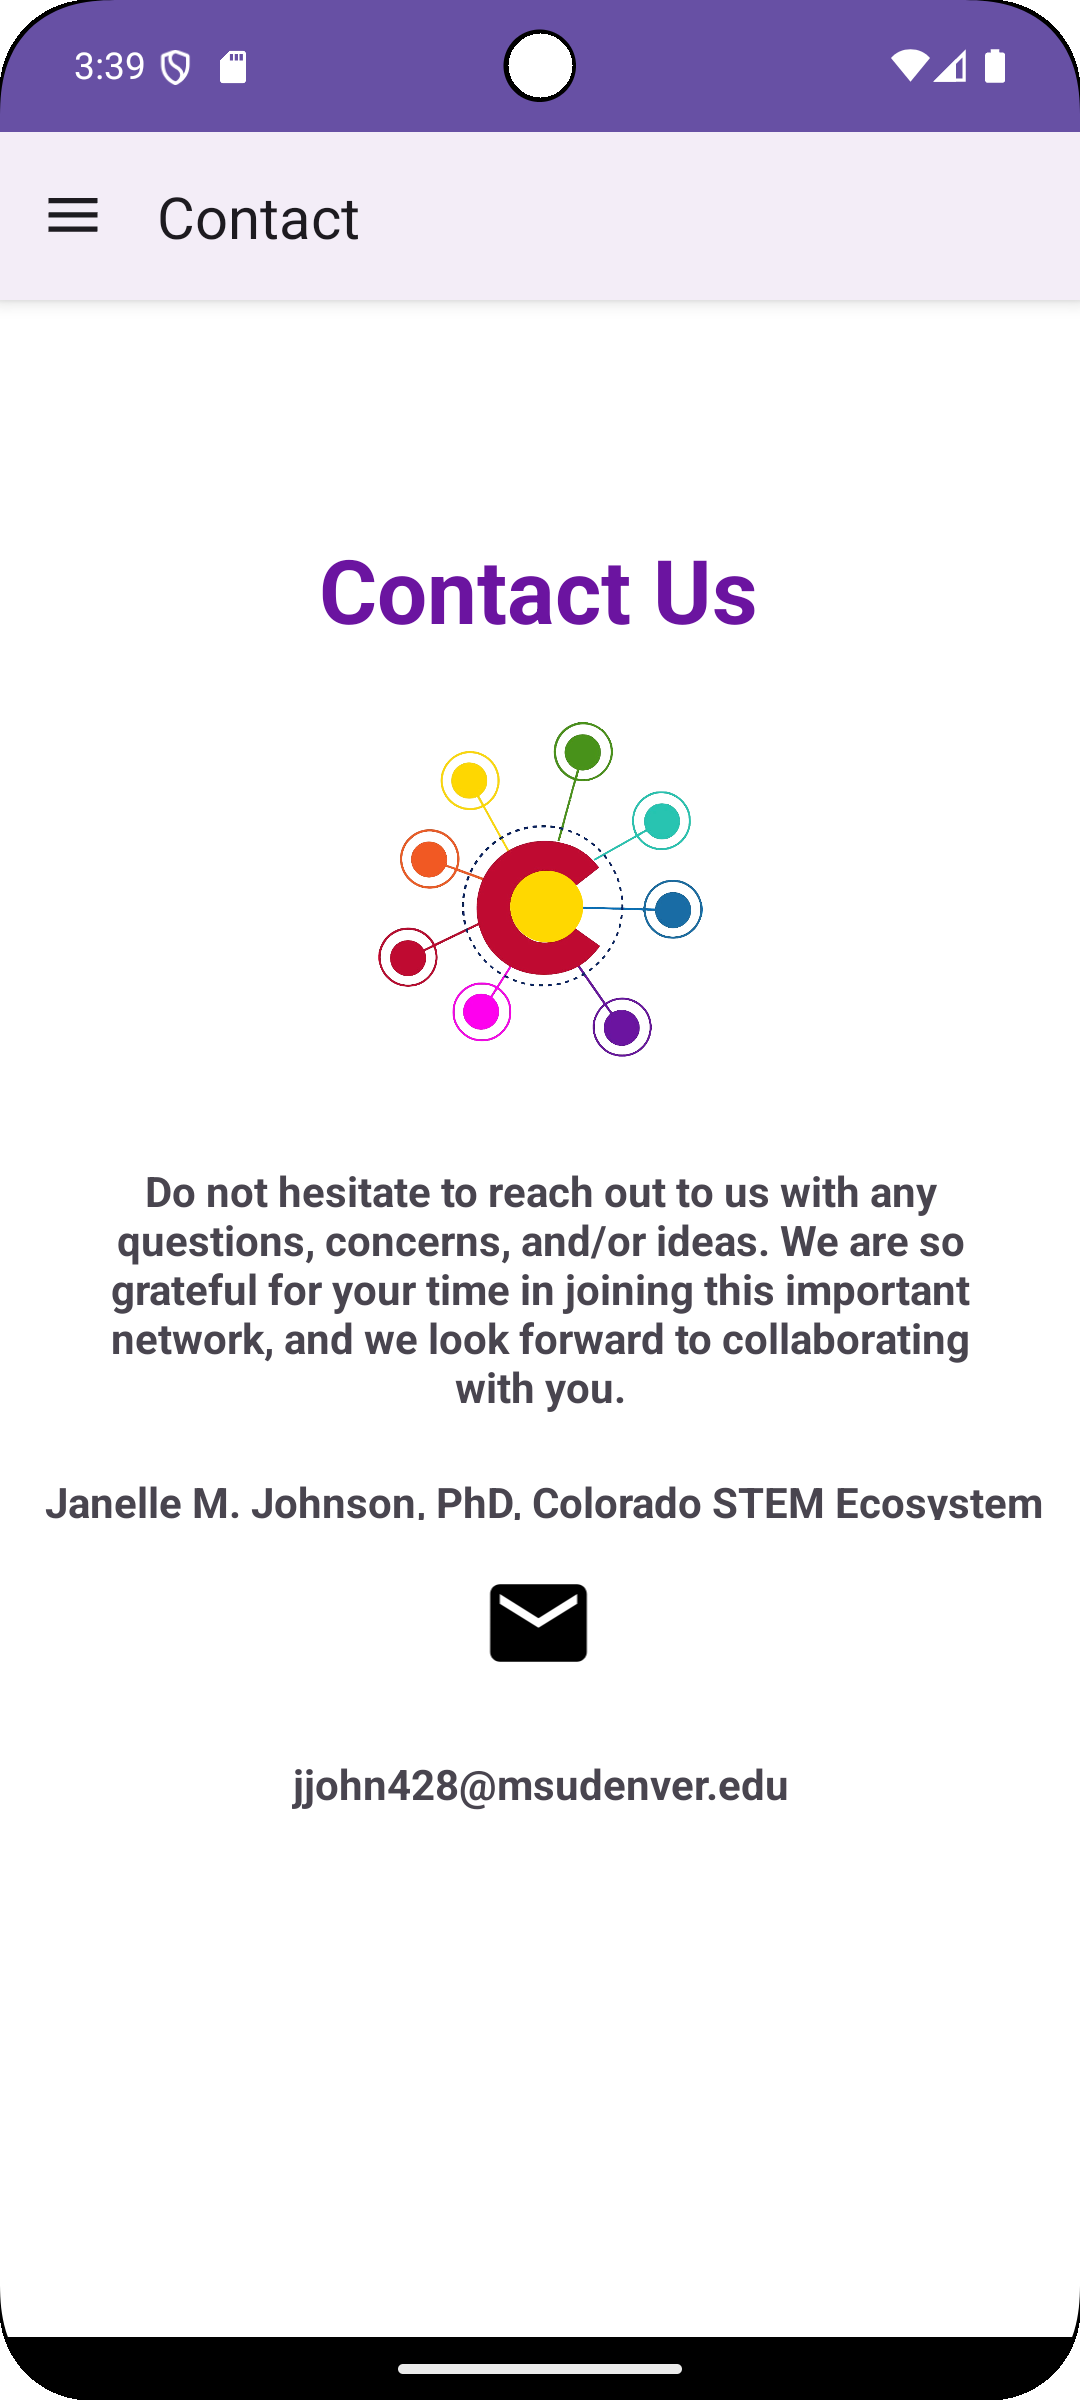 3:39
Contact
Contact Us
Do not hesitate to reach out to us with any
questions, concerns, and/or ideas. We are so
grateful for your time in joining this important
network, and we look forward to collaborating
with you.
Janelle M. Johnson, PhD, Colorado STEM Ecosystem
jjohn428@msudenver.edu